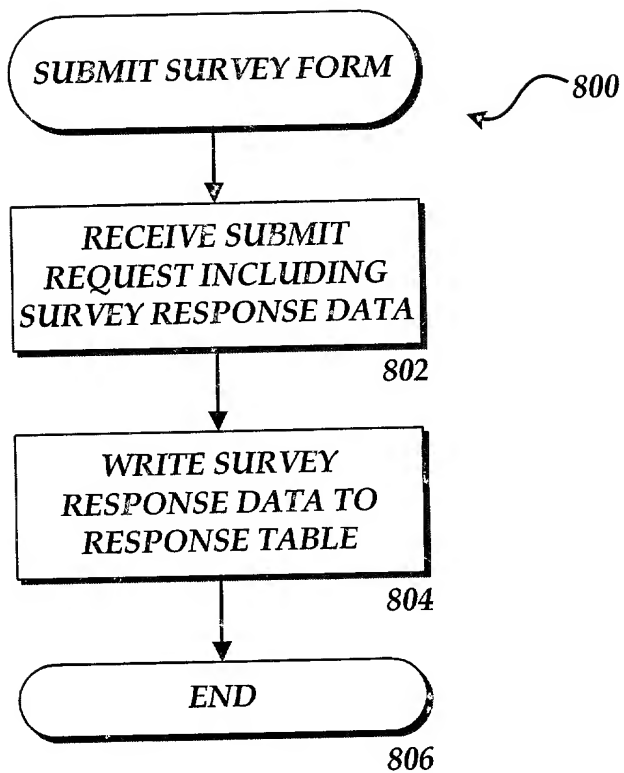 SUBMIT SURVEY FORM
800
RECEIVE SUBMIT
REQUEST INCLUDING
SURVEY RESPONSE DATA
802
WRITE SURVEY
RESPONSE DATA TO
RESPONSE TABLE
804
END
806